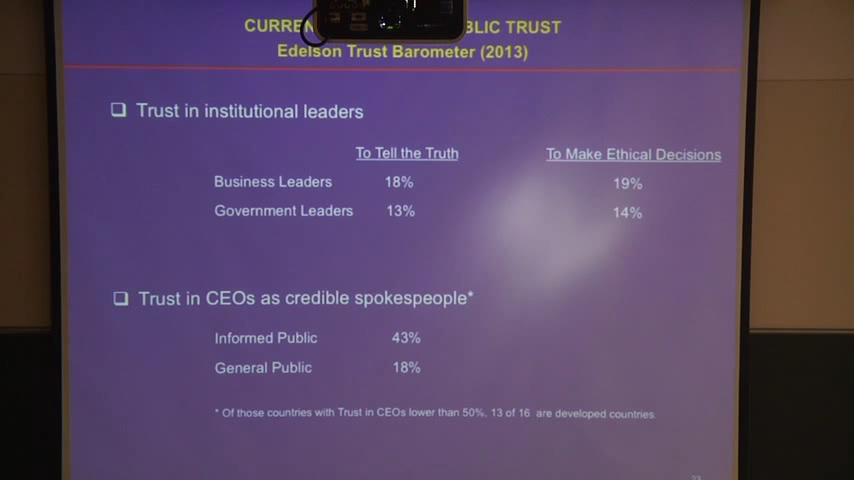 CURREN PUBLIC TRUST
Edelson Trust Barometer (2013)
❑ Trust in institutional leaders
To Tell the Truth To Make Ethical Decisions
Business Leaders 18% 19%
Government Leaders 13% 14%
❑ Trust in CEOs as credible spokespeople*
Informed Public 43%
General Public 18%
* Of those countries with Trust in CEOs lower than 50%, 13 of 16 are developed countries.